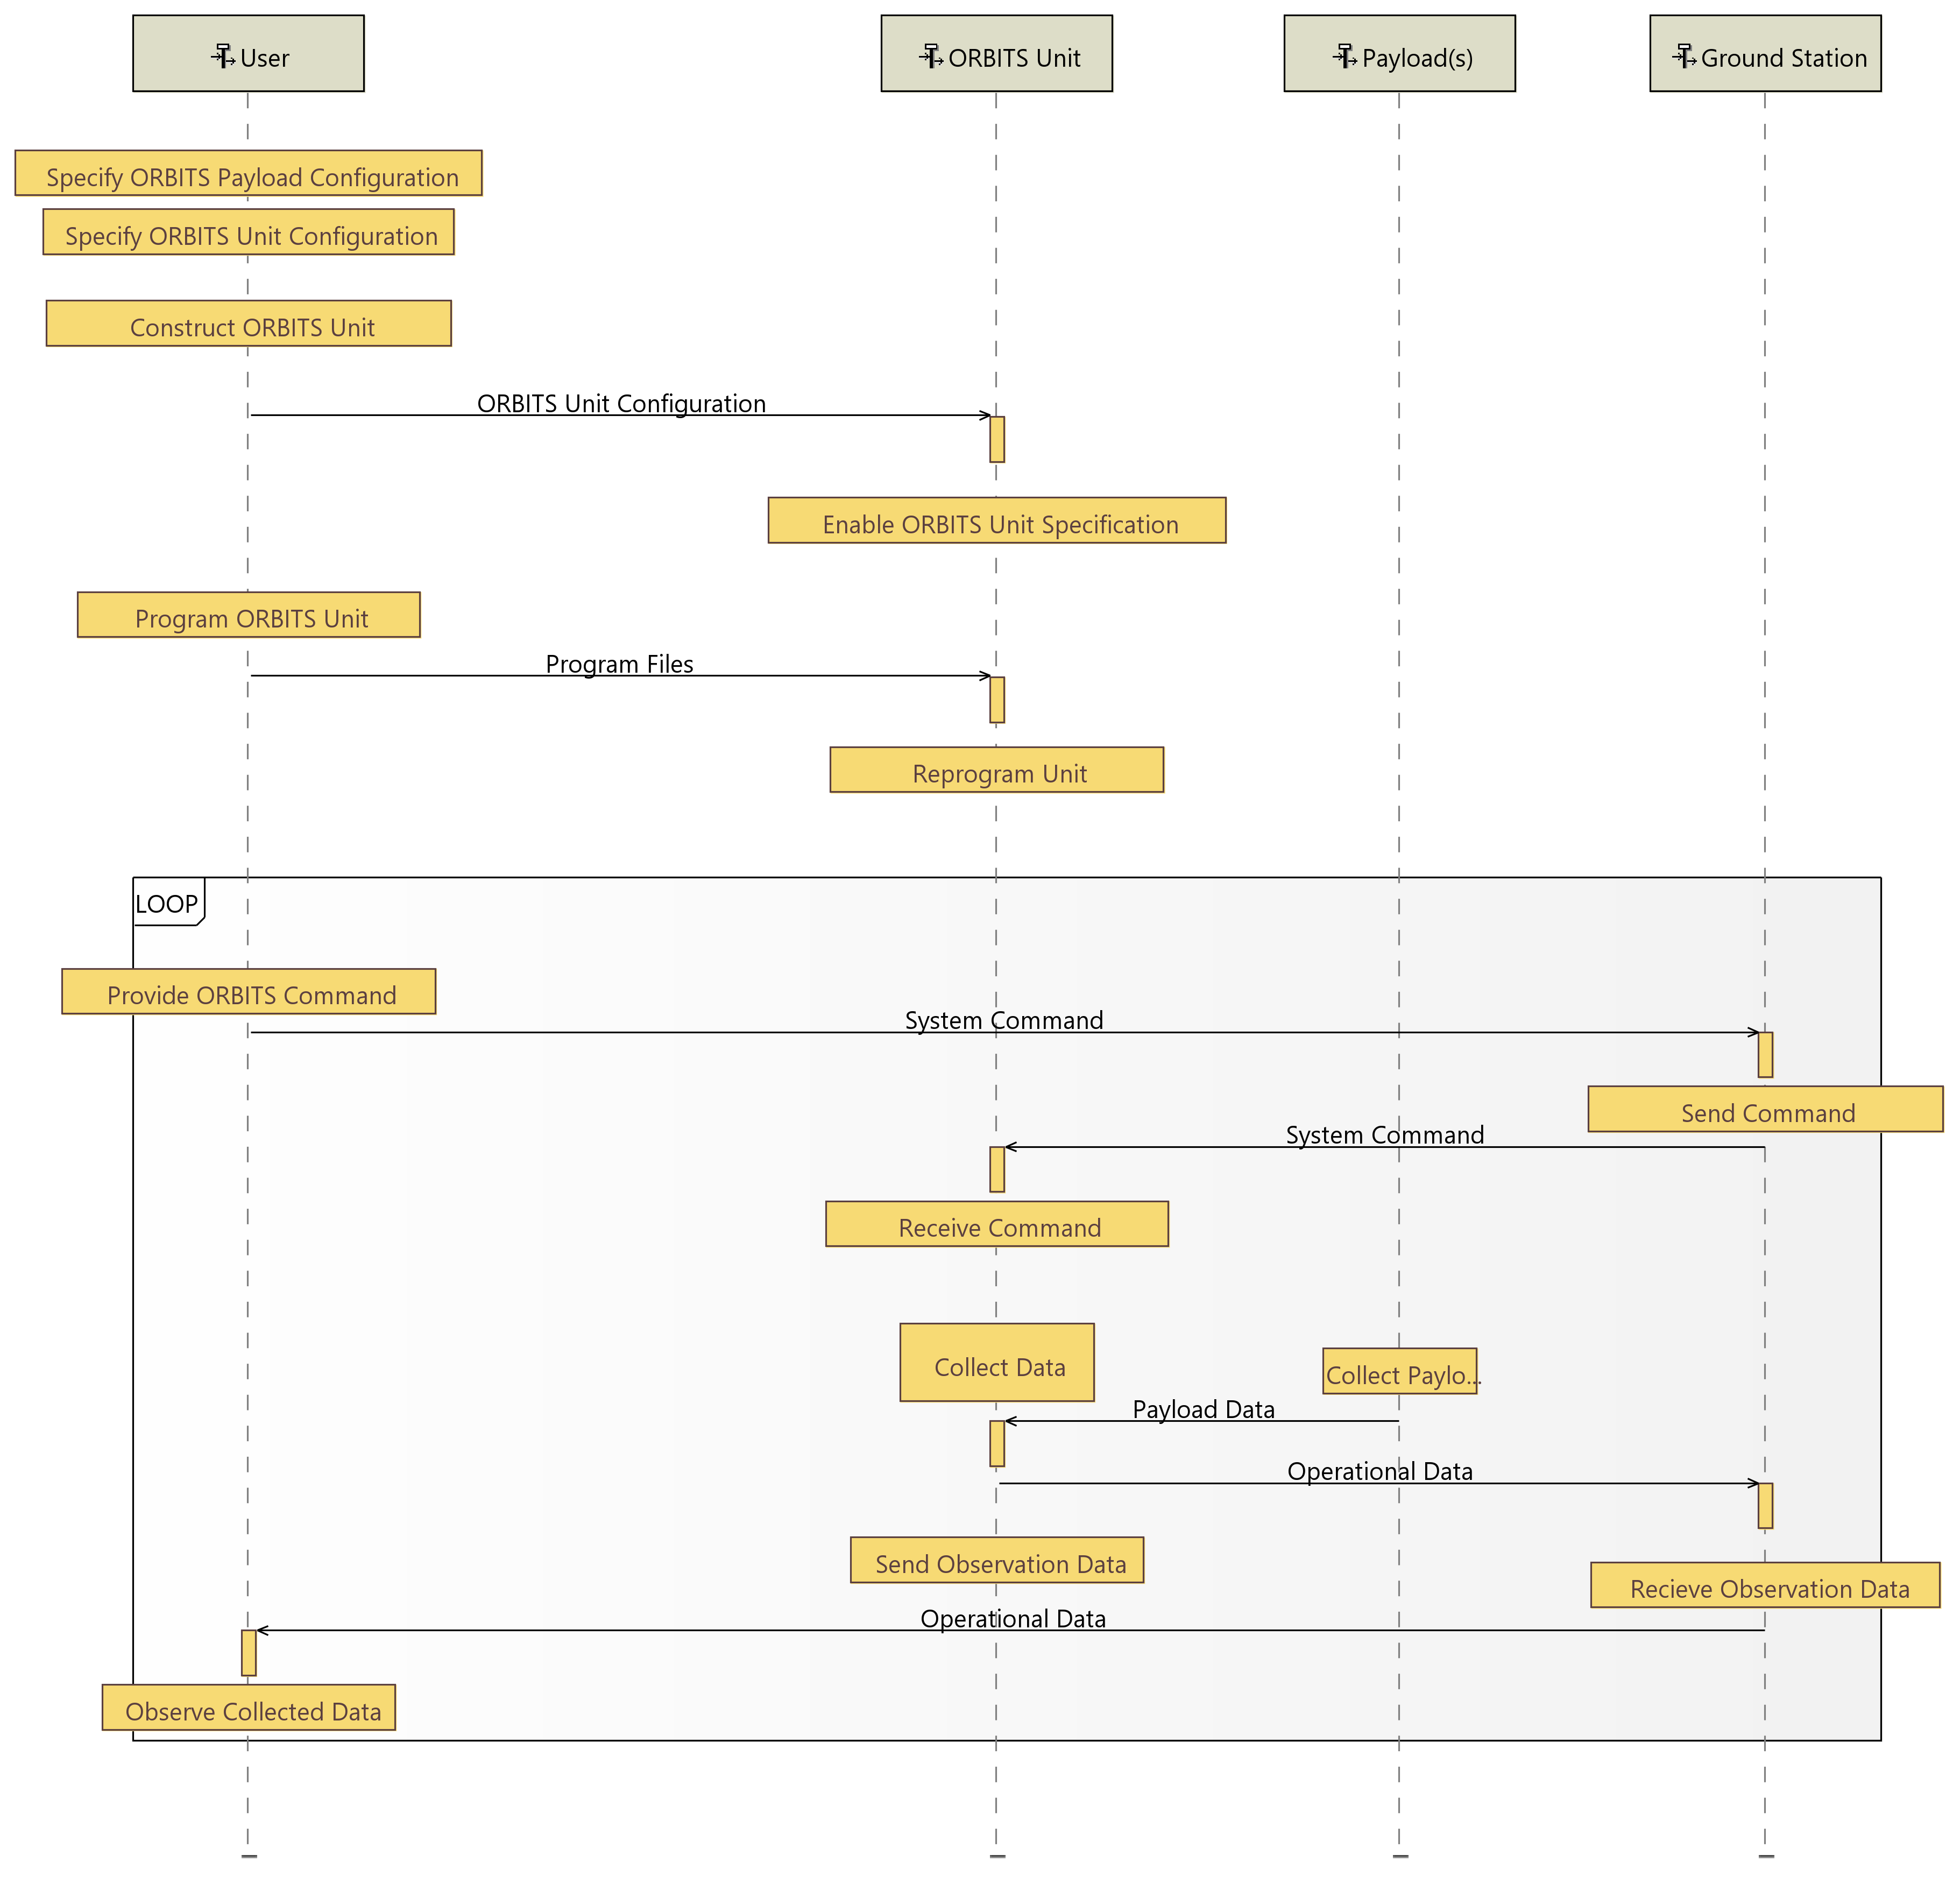 User
ORBITS Unit
Payload(s)
Ground Station
Specify ORBITS Payload Configuration
Specify ORBITS Unit Configuration
Construct ORBITS Unit
ORBITS Unit Configuration
Enable ORBITS Unit Specification
Program ORBITS Unit
Program Files
Reprogram Unit
LOOP
Provide ORBITS Command
System Command
Send Command
System Command
Receive Command
Collect Data
Collect Paylo...
Payload Data
Operational Data
Send Observation Data
Recieve Observation Data
Operational Data
Observe Collected Data